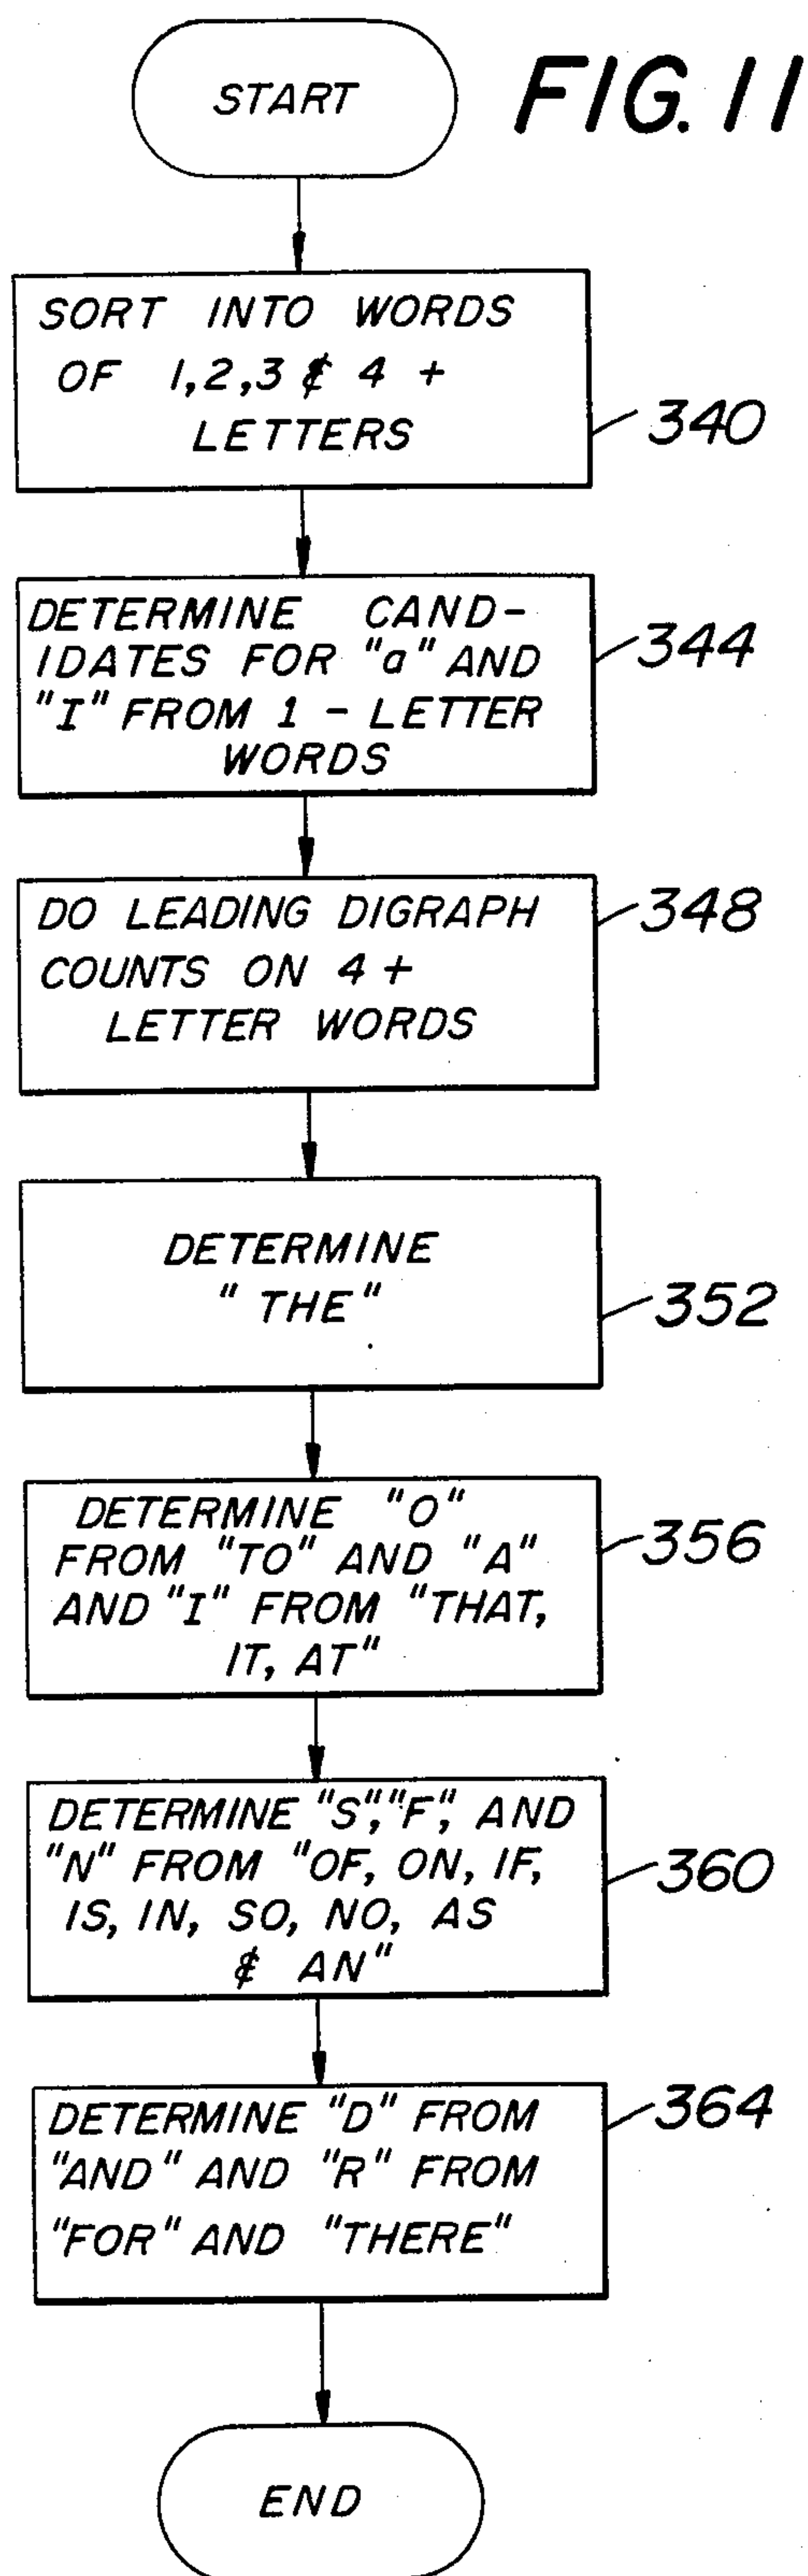 START
FIG. 11
SORT INTO WORDS
OF 1,2,3 & 4 +
LETTERS
340
DETERMINE CAND-
IDATES FOR "a" AND
"I" FROM 1 - LETTER
WORDS
344
DO LEADING DIGRAPH
COUNTS ON 4 +
LETTER WORDS
348
DETERMINE
"THE"
352
DETERMINE "O"
FROM "TO" AND "A"
AND "I" FROM "THAT,
IT, AT"
356
DETERMINE "S", "F", AND
"N" FROM "OF, ON, IF,
IS, IN, SO, NO, AS
& AN"
360
DETERMINE "D" FROM
"AND" AND "R" FROM
"FOR" AND "THERE"
364
END